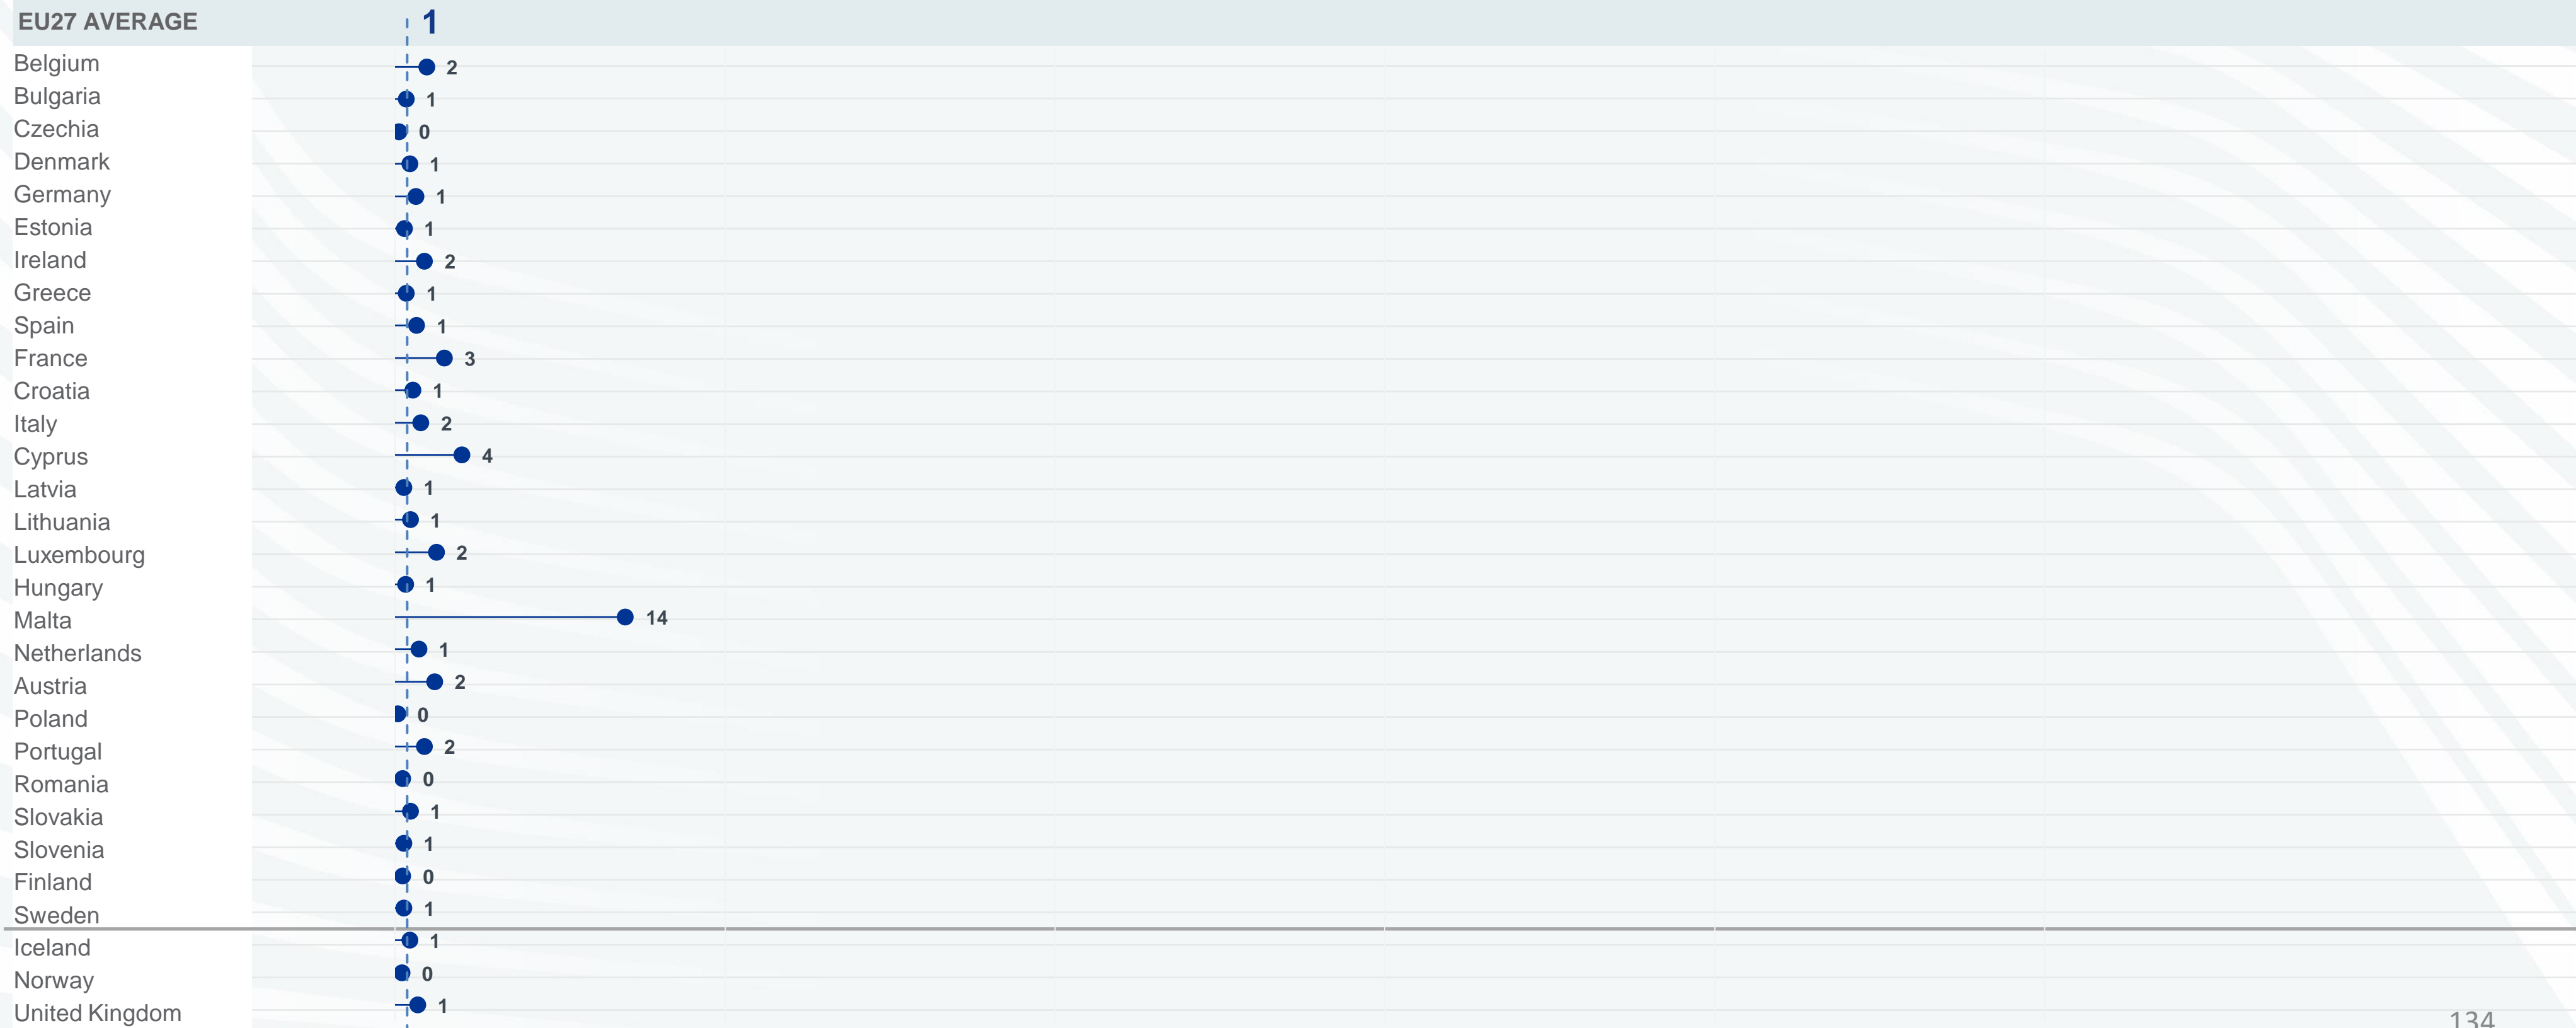 EU27 AVERAGE 1
Belgium 2
Bulgaria 1
Czechia 0
Denmark 1
Germany 1
Estonia 1
Ireland 2
Greece 1
Spain 1
France 3
Croatia 1
Italy 2
Cyprus 4
Latvia 1
Lithuania 1
Luxembourg 2
Hungary 1
Malta 14
Netherlands 1
Austria 2
Poland 0
Portugal 2
Romania 0
Slovakia 1
Slovenia 1
Finland 0
Sweden 1
Iceland 1
Norway 0
United Kingdom 1
134